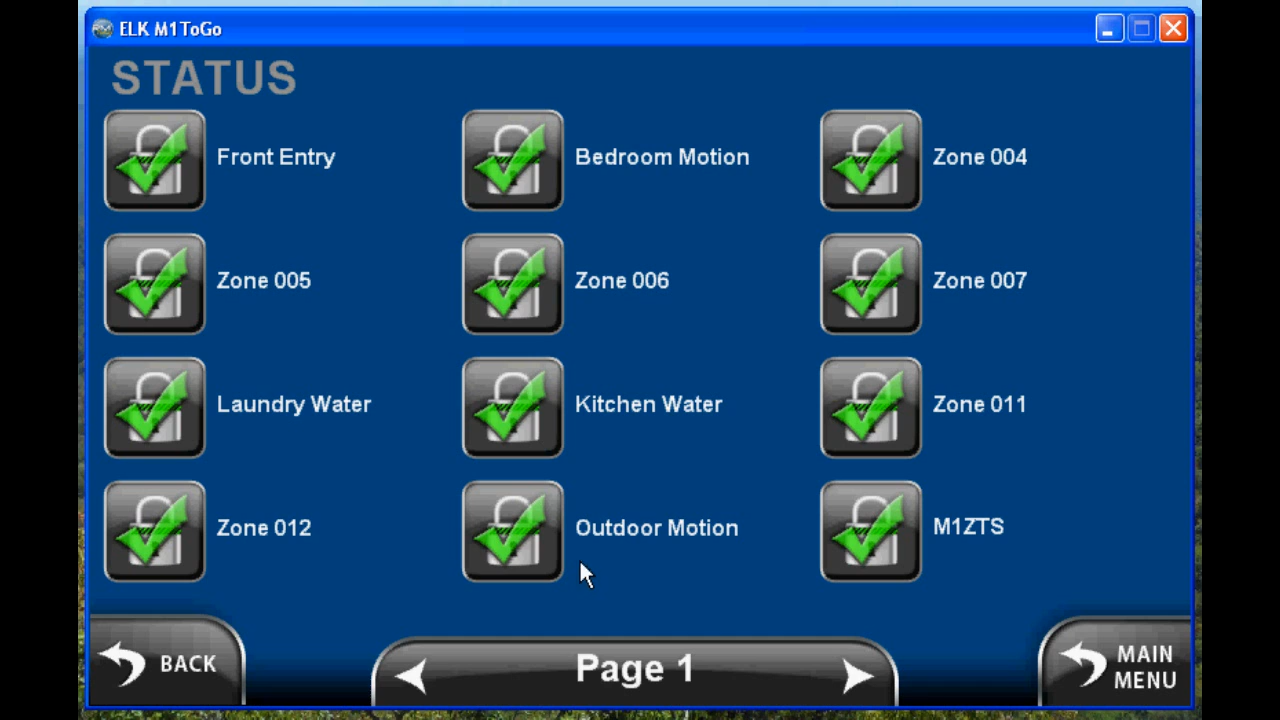 ELK M1ToGo
STATUS
Front Entry
Bedroom Motion
Zone 004
Zone 005
Zone 006
Zone 007
Laundry Water
Kitchen Water
Zone 011
Zone 012
Outdoor Motion
M1ZTS
BACK
Page 1
MAIN
MENU